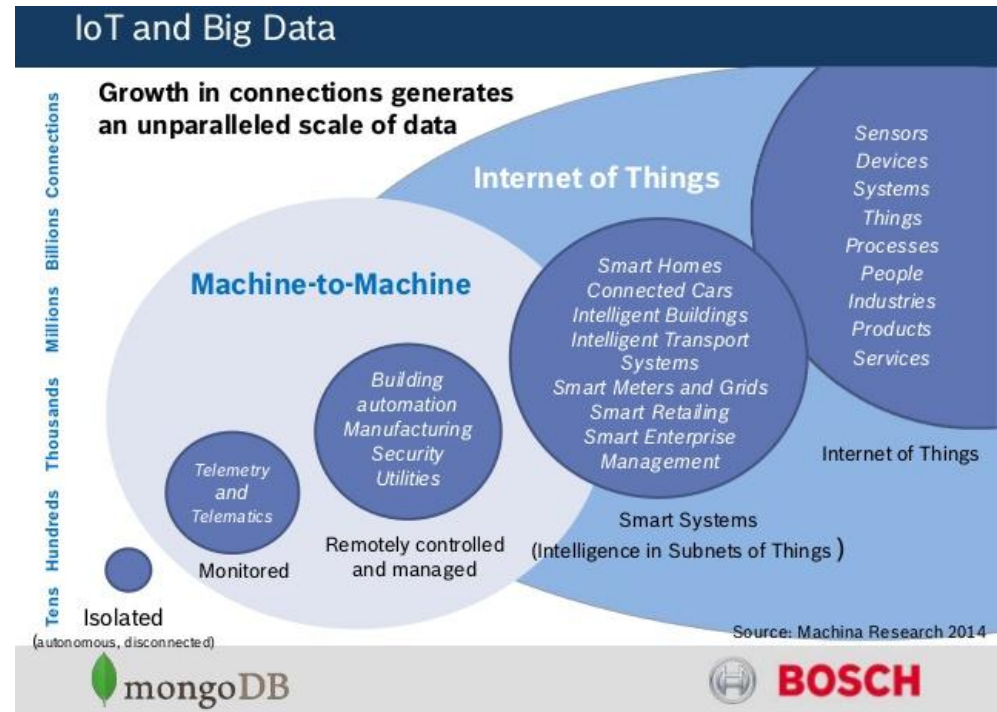 IoT and Big Data
Growth in connections generates
an unparalleled scale of data
Tens Hundreds Thousands Millions Billions Connections
Internet of Things
Machine-to-Machine
Sensors
Devices
Systems
Things
Processes
People
Industries
Products
Services
Internet of Things
Smart Homes
Connected Cars
Intelligent Buildings
Intelligent Transport
Systems
Smart Meters and Grids
Smart Retailing
Smart Enterprise
Management
Smart Systems
(Intelligence in Subnets of Things )
Building
automation
Manufacturing
Security
Utilities
Remotely controlled
and managed
Telemetry
and
Telematics
Monitored
Isolated
(autonomous, disconnected)
Source: Machina Research 2014
mongoDB
BOSCH